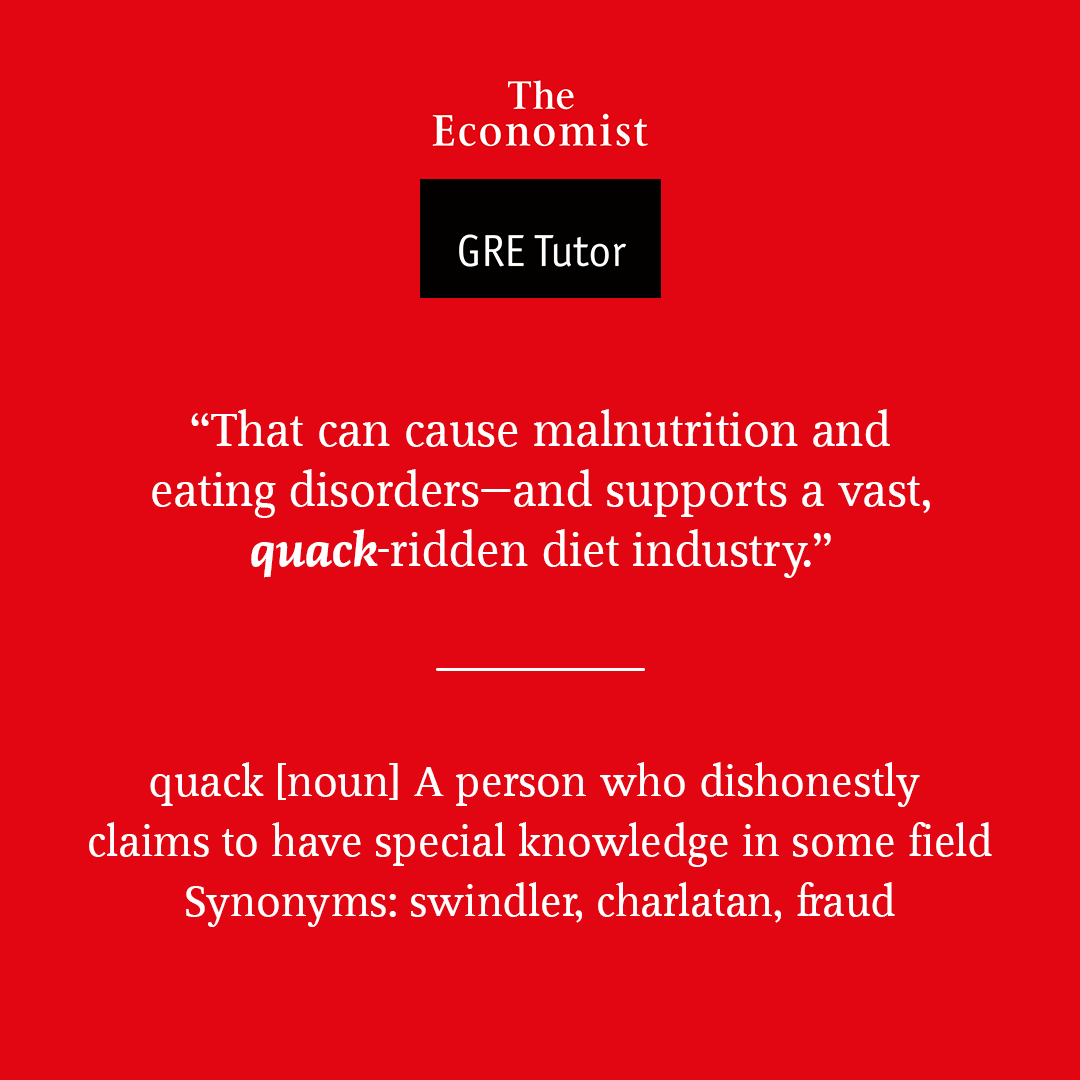 The
Economist
GRE Tutor
“That can cause malnutrition and
eating disorders—and supports a vast,
quack-ridden diet industry.”
quack [noun] A person who dishonestly
claims to have special knowledge in some field
Synonyms: swindler, charlatan, fraud